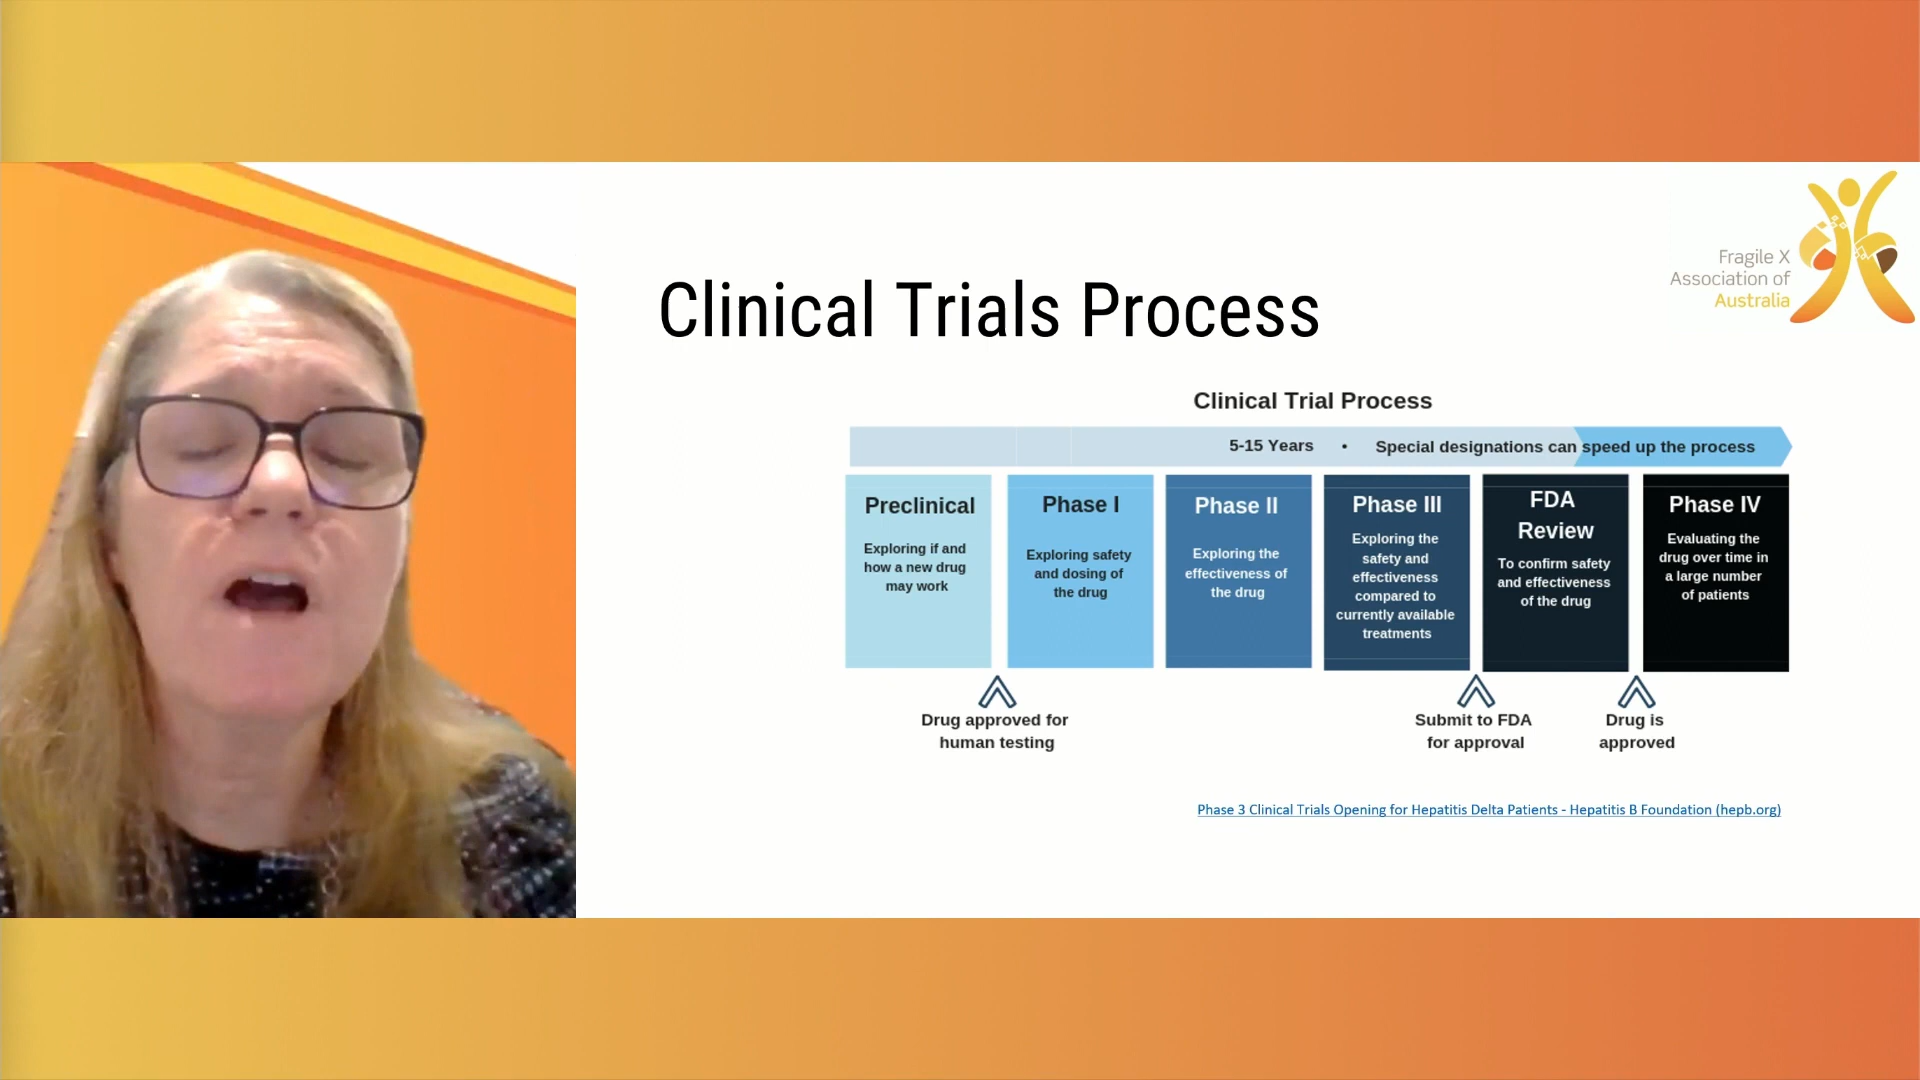 Fragile X
Association of
Australia
Clinical Trials Process
Clinical Trial Process
5-15 Years • Special designations can speed up the process
Preclinical
Exploring if and
how a new drug
may work
Phase I
Exploring safety
and dosing of
the drug
Phase II
Exploring the
effectiveness of
the drug
Phase III
Exploring the
safety and
effectiveness
compared to
currently available
treatments
FDA
Review
To confirm safety
and effectiveness
of the drug
Phase IV
Evaluating the
drug over time in
a large number
of patients
Drug approved for
human testing
Submit to FDA
for approval
Drug is
approved
Phase 3 Clinical Trials Opening for Hepatitis Delta Patients - Hepatitis B Foundation (hepb.org)